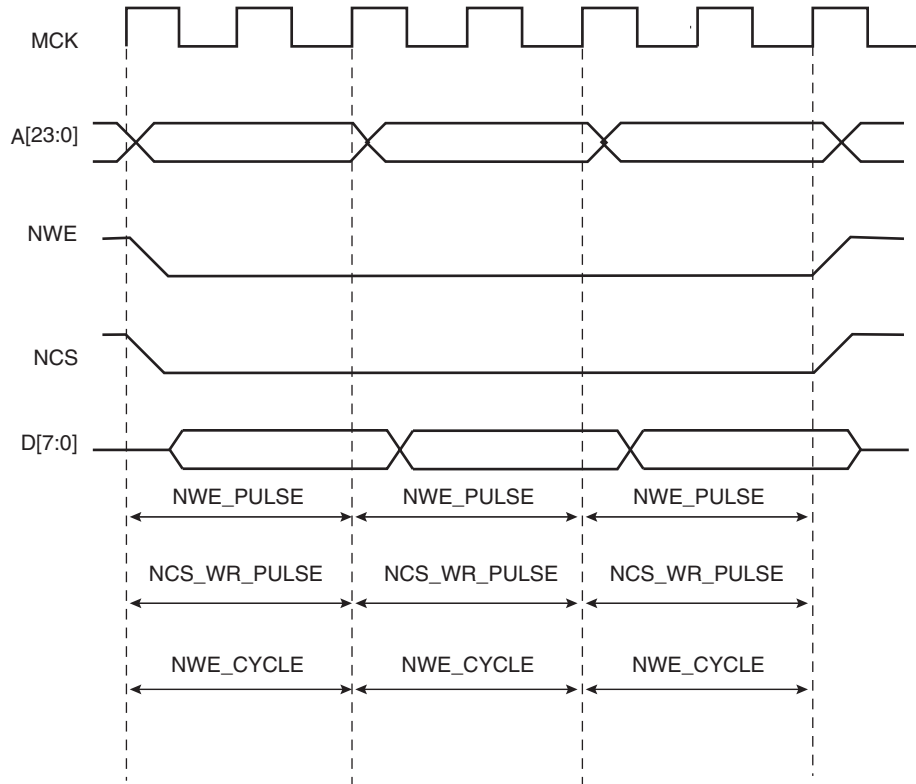 MCK
A[23:0]
NWE
NCS
D[7:0]
NWE_PULSE NWE_PULSE NWE_PULSE
NCS_WR_PULSE NCS_WR_PULSE NCS_WR_PULSE
NWE_CYCLE NWE_CYCLE NWE_CYCLE